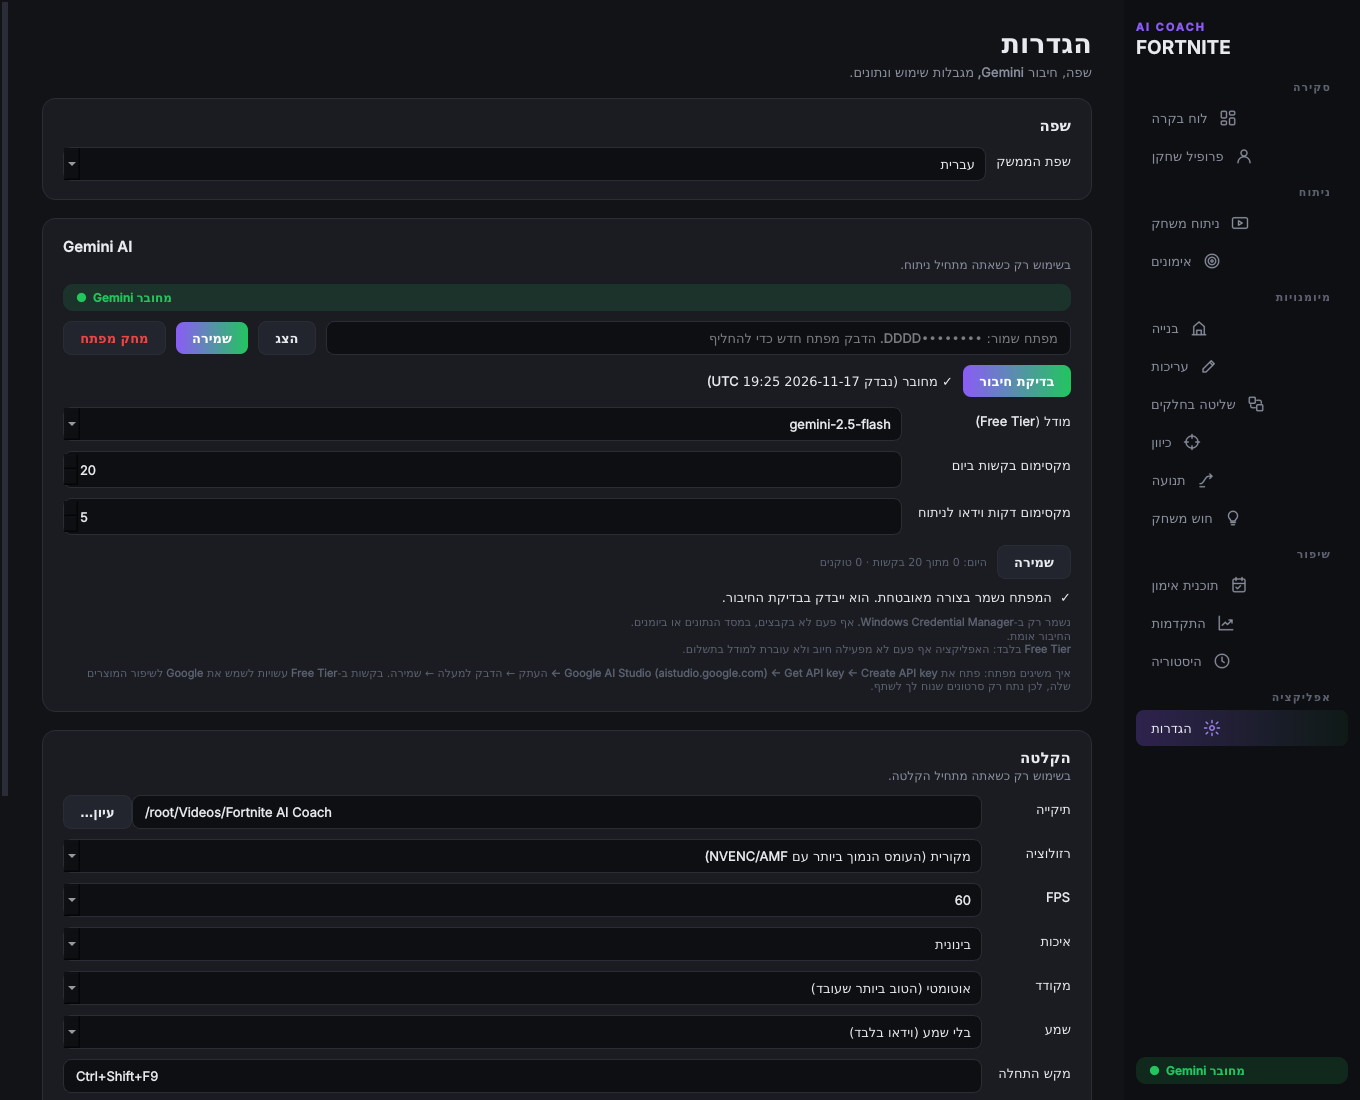 AI COACH
FORTNITE
סקירה
לוח בקרה
פרופיל שחקן
ניתוח
ניתוח משחק
אימונים
מיומנויות
בנייה
עריכות
שליטה בחלקים
כיוון
תנועה
חוש משחק
שיפור
תוכנית אימון
התקדמות
היסטוריה
אפליקציה
הגדרות
Gemini מחובר
הגדרות
שפה, חיבור Gemini, מגבלות שימוש ונתונים.
שפה
שפת הממשק
עברית
Gemini AI
בשימוש רק כשאתה מתחיל ניתוח.
Gemini מחובר
מפתח שמור: ••••••••DDDD. הדבק מפתח חדש כדי להחליף
הצג
שמירה
מחק מפתח
בדיקת חיבור
✓ מחובר (נבדק 2026-11-17 19:25 UTC)
מודל (Free Tier)
gemini-2.5-flash
מקסימום בקשות ביום
20
מקסימום דקות וידאו לניתוח
5
שמירה
היום: 0 מתוך 20 בקשות · 0 טוקנים
✓ המפתח נשמר בצורה מאובטחת. הוא ייבדק בבדיקת החיבור.
נשמר רק ב-Windows Credential Manager. אף פעם לא בקבצים, במסד הנתונים או ביומנים.
החיבור אומת.
Free Tier בלבד: האפליקציה אף פעם לא מפעילה חיוב ולא עוברת למודל בתשלום.
איך משיגים מפתח: פתח את Google AI Studio (aistudio.google.com) ← Get API key ← Create API key ← העתק ← הדבק למעלה ← שמירה. בקשות ב-Free Tier עשויות לשמש את Google לשיפור המוצרים
שלה, לכן נתח רק סרטונים שנוח לך לשתף.
הקלטה
בשימוש רק כשאתה מתחיל הקלטה.
תיקייה
/root/Videos/Fortnite AI Coach
עיון...
רזולוציה
מקורית (העומס הנמוך ביותר עם NVENC/AMF)
FPS
60
איכות
בינונית
מקודד
אוטומטי (הטוב ביותר שעובד)
שמע
בלי שמע (וידאו בלבד)
מקש התחלה
Ctrl+Shift+F9